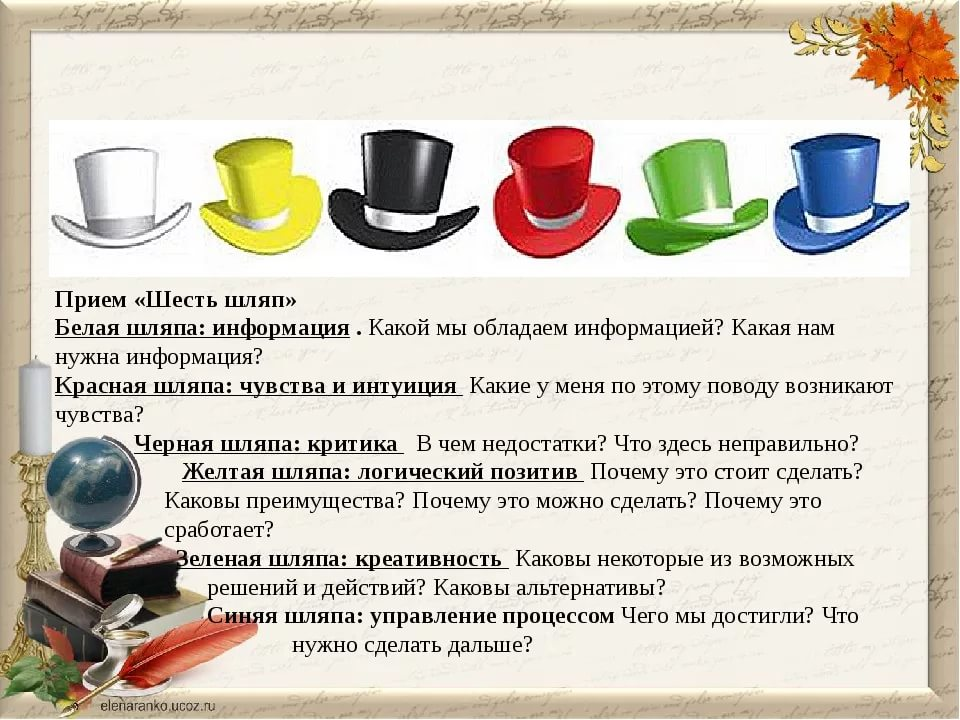 Прием «Шесть шляп»
Белая шляпа: информация . Какой мы обладаем информацией? Какая нам
нужна информация?
Красная шляпа: чувства и интуиция Какие у меня по этому поводу возникают
чувства?
Черная шляпа: критика В чем недостатки? Что здесь неправильно?
Желтая шляпа: логический позитив Почему это стоит сделать?
Каковы преимущества? Почему это можно сделать? Почему это
сработает?
Зеленая шляпа: креативность Каковы некоторые из возможных
решений и действий? Каковы альтернативы?
Синяя шляпа: управление процессом Чего мы достигли? Что
нужно сделать дальше?
elenaranko.ucoz.ru